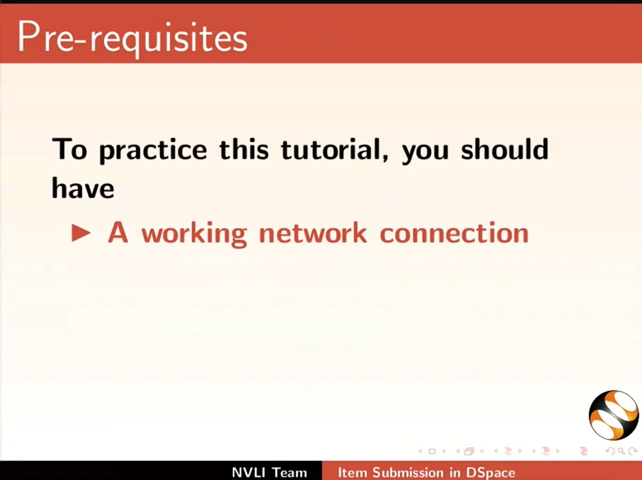 Pre-requisites
To practice this tutorial, you should
have
A working network connection
NVLI Team
Item Submission in DSpace